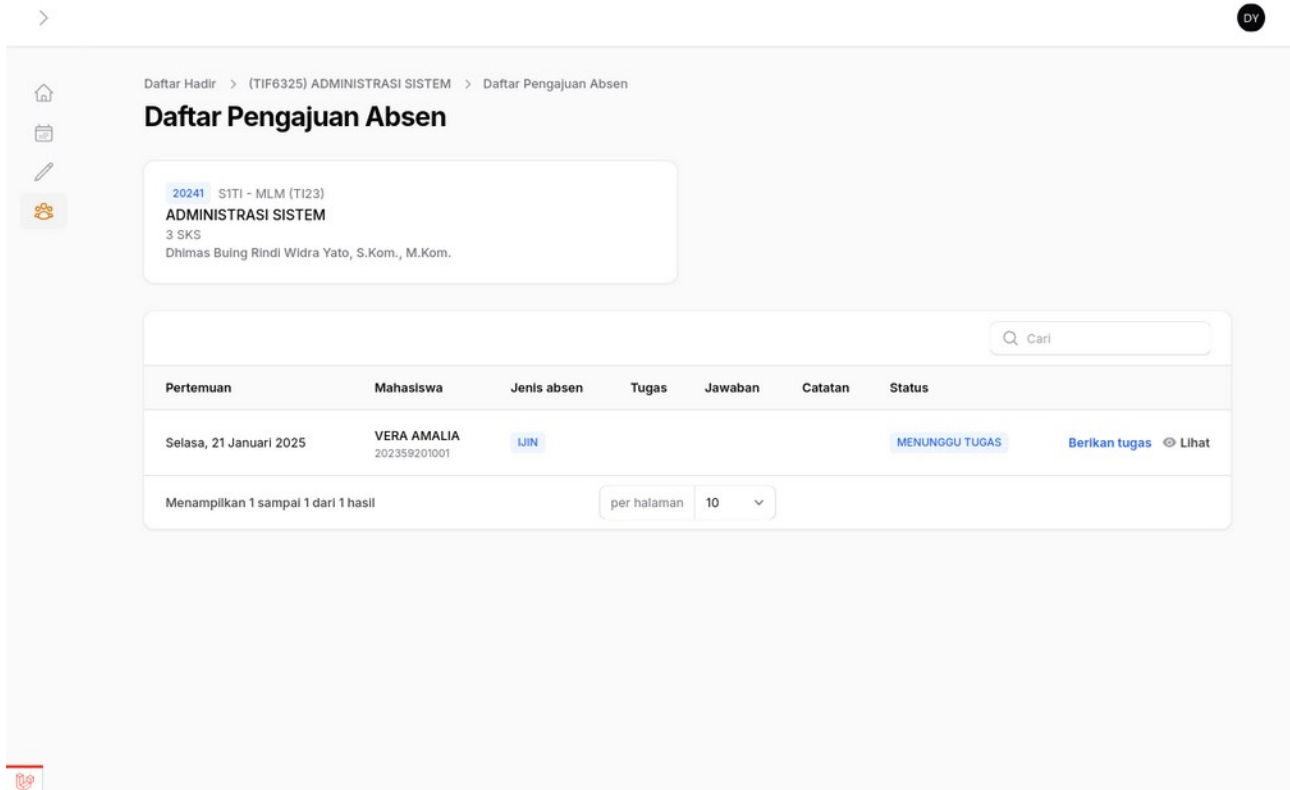 DY
Daftar Hadir > (TIF6325) ADMINISTRASI SISTEM > Daftar Pengajuan Absen
Daftar Pengajuan Absen
20241 S1TI - MLM (TI23)
ADMINISTRASI SISTEM
3 SKS
Dhimas Buing Rindi Widra Yato, S.Kom., M.Kom.
Cari
Pertemuan Mahasiswa Jenis absen Tugas Jawaban Catatan Status
Selasa, 21 Januari 2025 VERA AMALIA IJIN MENUNGGU TUGAS Berikan tugas Lihat
202359201001
Menampilkan 1 sampai 1 dari 1 hasil per halaman 10